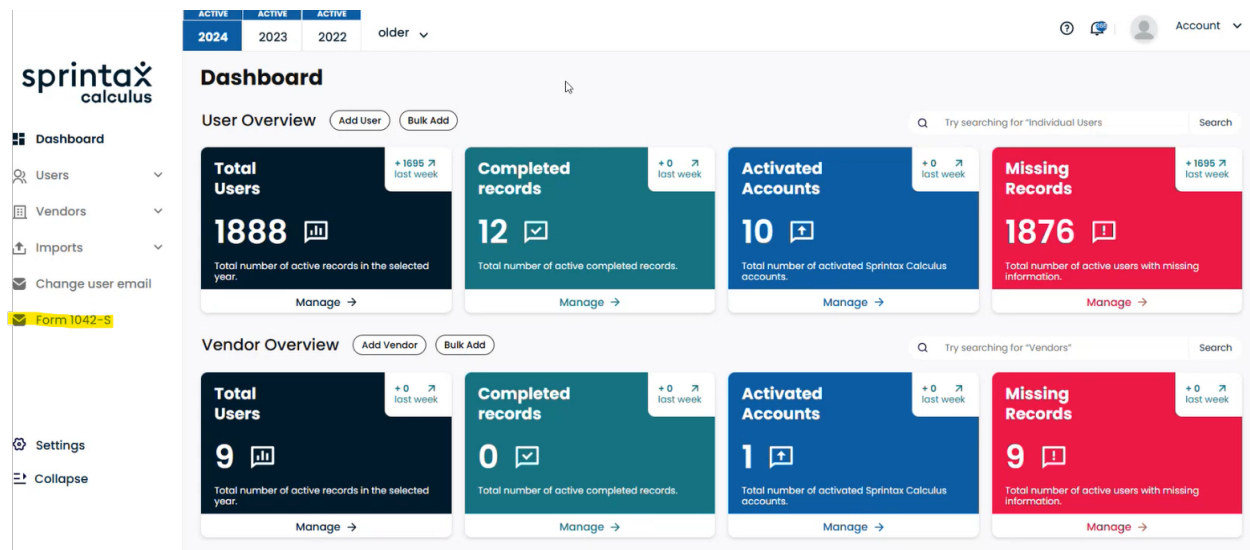 ACTIVE ACTIVE ACTIVE
2024 2023 2022 older
Account
sprintax
calculus
Dashboard
Users
Vendors
Imports
Change user email
Form 1042-S
Settings
Collapse
Dashboard
User Overview Add User Bulk Add
Try searching for "Individual Users Search
Total
Users
+ 1695
last week
1888
Total number of active records in the selected
year.
Manage →
Completed
records
+ 0
last week
12
Total number of active completed records.
Manage →
Activated
Accounts
+ 0
last week
10
Total number of activated Sprintax Calculus
accounts.
Manage →
Missing
Records
+ 1695
last week
1876
Total number of active users with missing
information.
Manage →
Vendor Overview Add Vendor Bulk Add
Try searching for "Vendors" Search
Total
Users
+ 0
last week
9
Total number of active records in the selected
year.
Manage →
Completed
records
+ 0
last week
0
Total number of active completed records.
Manage →
Activated
Accounts
+ 0
last week
1
Total number of activated Sprintax Calculus
accounts.
Manage →
Missing
Records
+ 0
last week
9
Total number of active users with missing
information.
Manage →